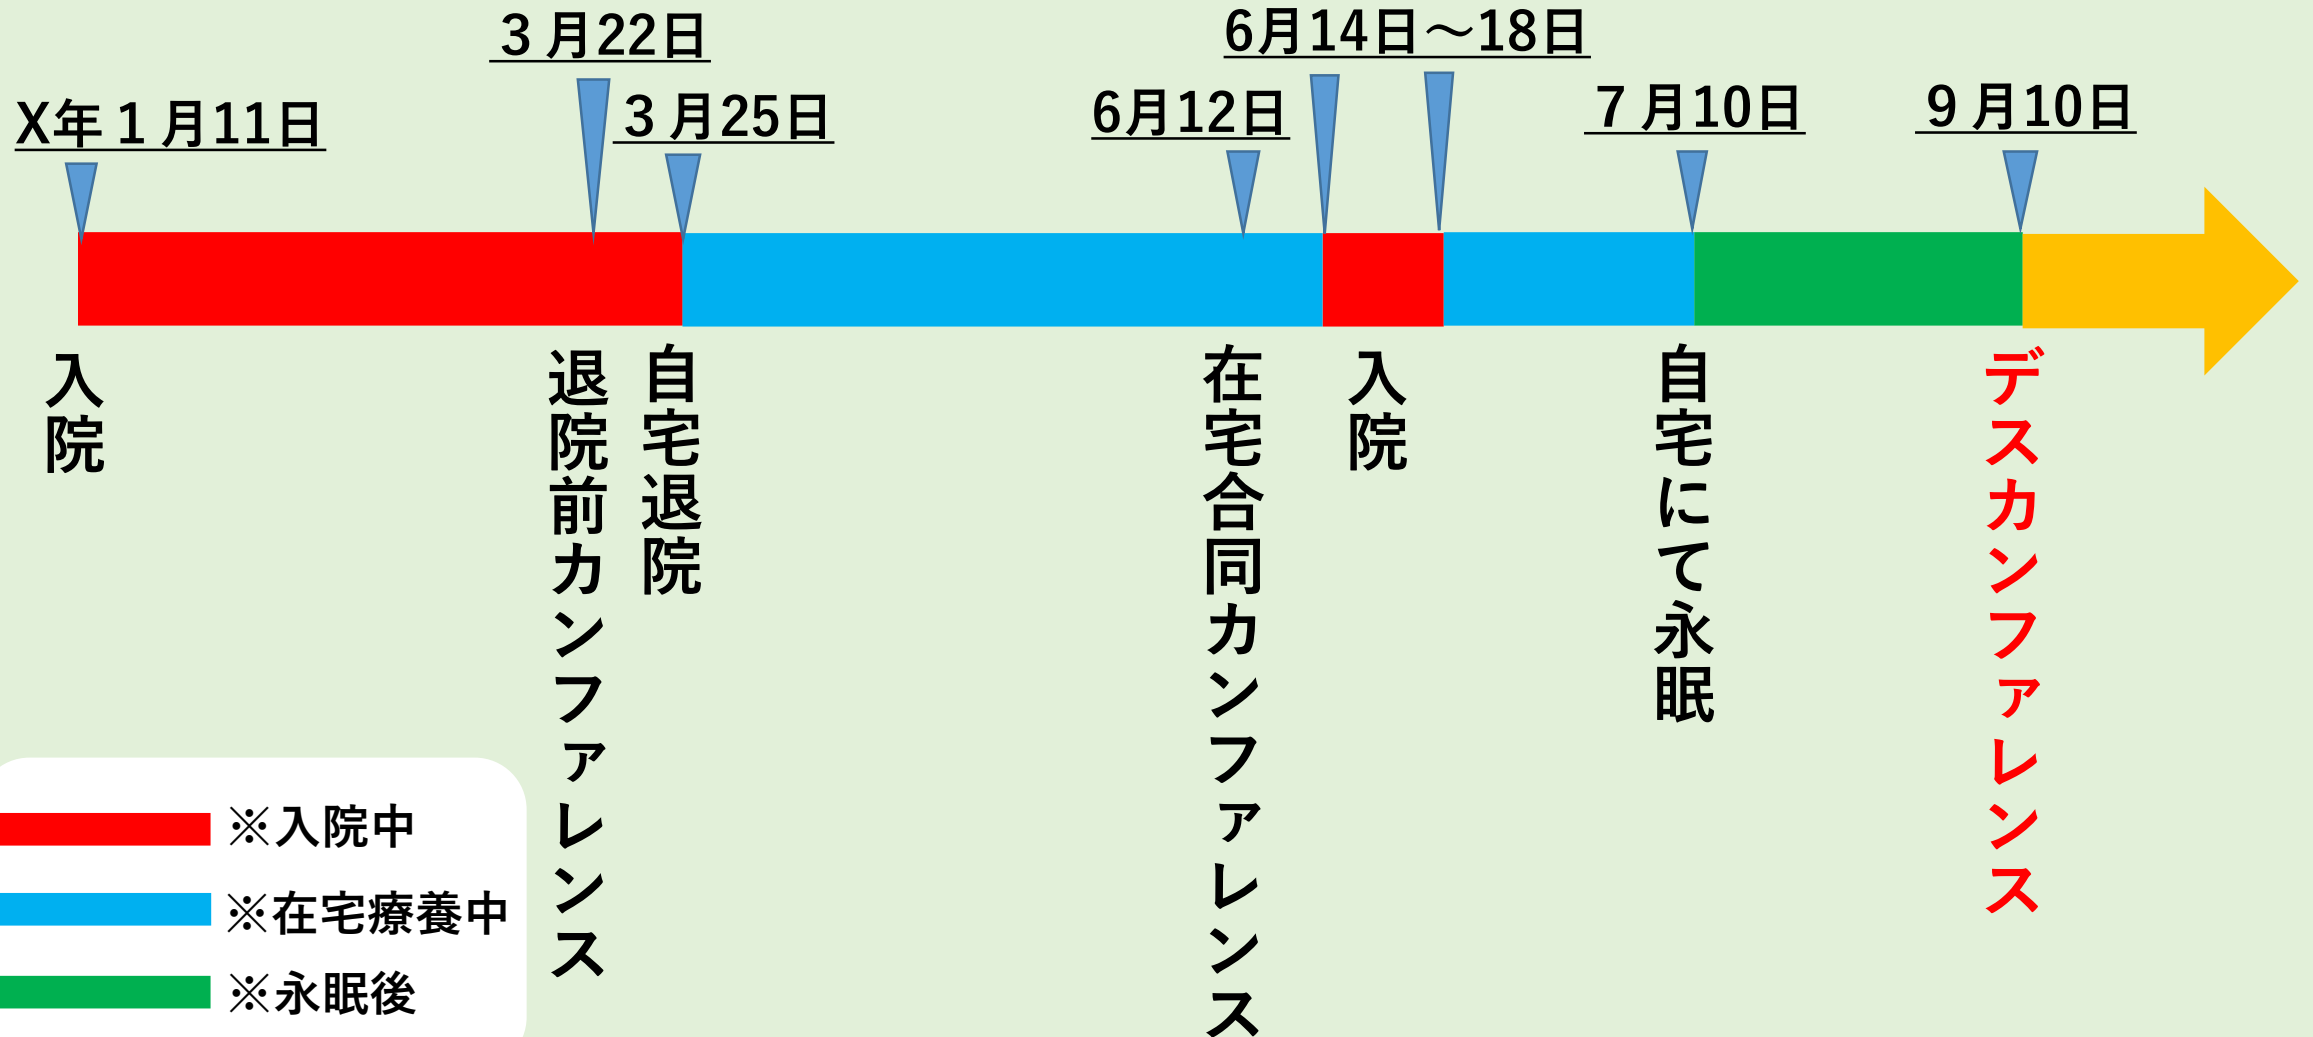 X年１月11日
３月22日
３月25日
6月12日
6月14日～18日
７月10日
９月10日
入院
退院前カンファレンス
自宅退院
在宅合同カンファレンス
入院
自宅にて永眠
デスカンファレンス
※入院中
※在宅療養中
※永眠後